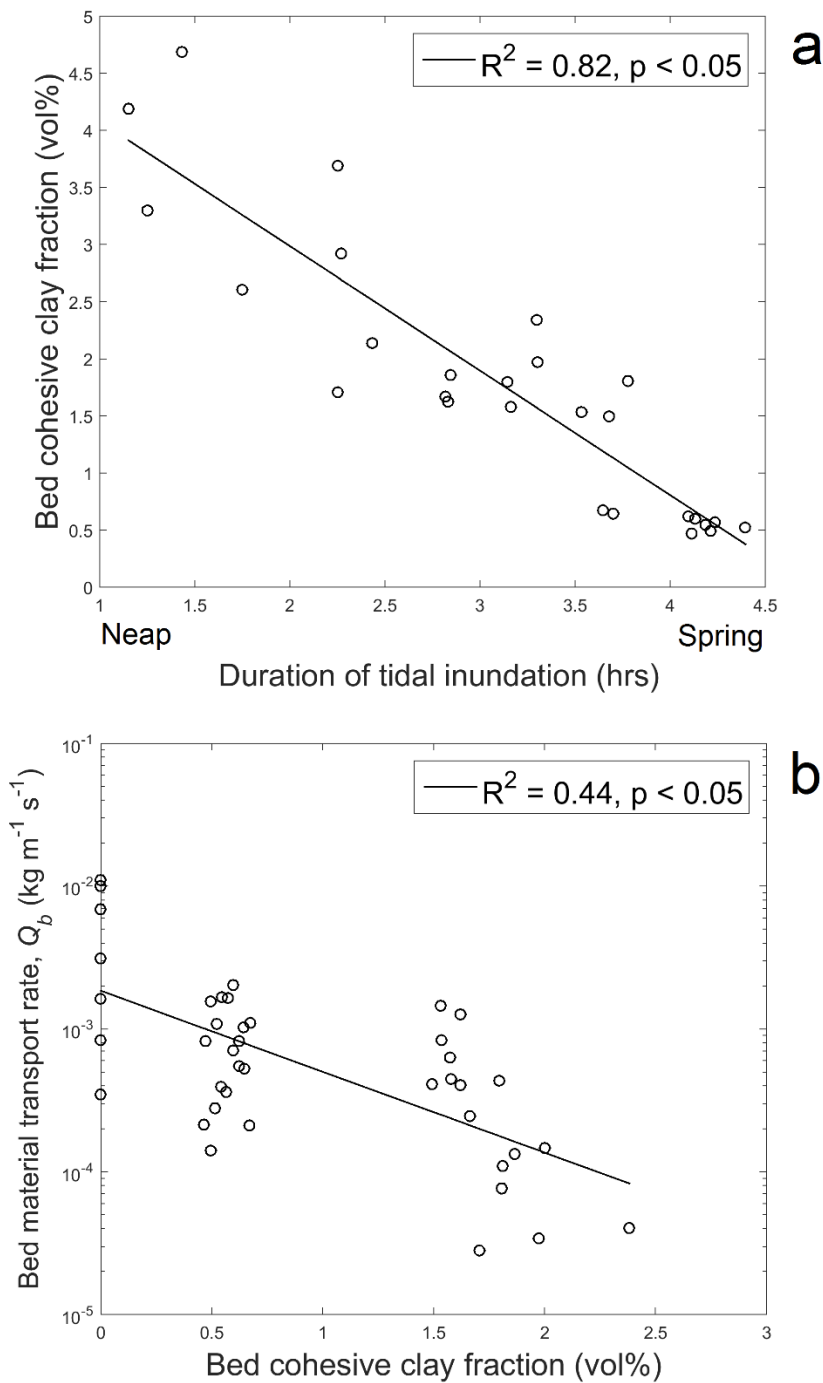 a
R² = 0.82, p < 0.05
Bed cohesive clay fraction (vol%)
5
4.5
4
3.5
3
2.5
2
1.5
1
0.5
0
1 1.5 2 2.5 3 3.5 4 4.5
Neap Spring
Duration of tidal inundation (hrs)
b
R² = 0.44, p < 0.05
Bed material transport rate, Q_b (kg m⁻¹ s⁻¹)
10⁻¹
10⁻²
10⁻³
10⁻⁴
10⁻⁵
0 0.5 1 1.5 2 2.5 3
Bed cohesive clay fraction (vol%)